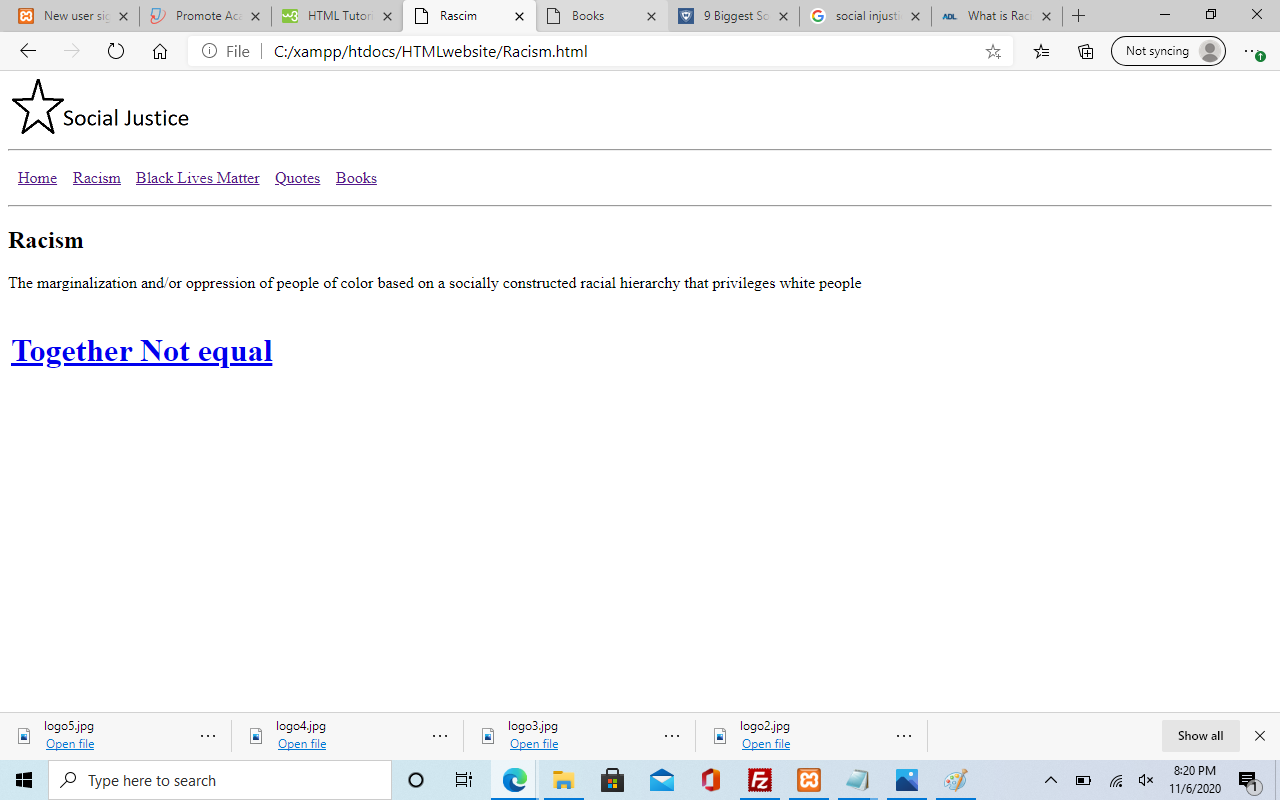 New user sig
Promote Aca
HTML Tutori
Rascim
Books
9 Biggest So
social injusti
ADL What is Raci
File C:/xampp/htdocs/HTMLwebsite/Racism.html
Not syncing
Social Justice
Home Racism Black Lives Matter Quotes Books
Racism
The marginalization and/or oppression of people of color based on a socially constructed racial hierarchy that privileges white people
Together Not equal
logo5.jpg
Open file
logo4.jpg
Open file
logo3.jpg
Open file
logo2.jpg
Open file
Show all
Type here to search
8:20 PM
11/6/2020
1